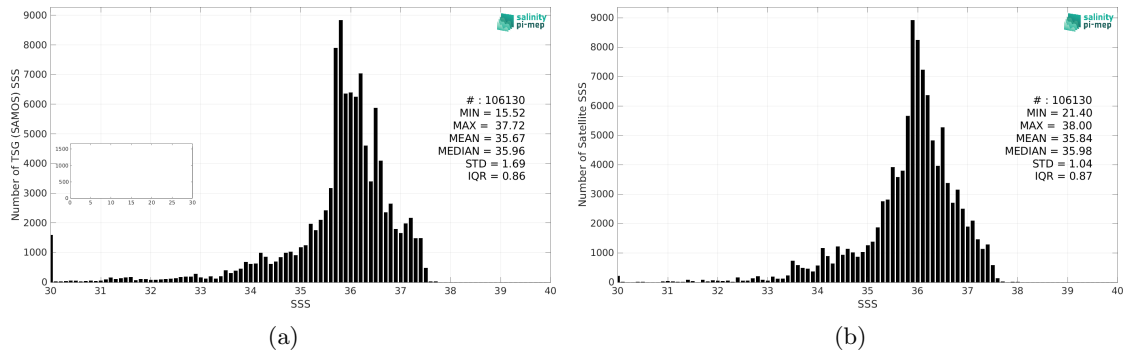 9000
8000
7000
6000
5000
4000
3000
2000
1000
0
Number of TSG (SAMOS) SSS
salinity
pi-mep
# : 106130
MIN = 15.52
MAX = 37.72
MEAN = 35.67
MEDIAN = 35.96
STD = 1.69
IQR = 0.86
1500
1000
500
0
0 5 10 15 20 25 30
30 31 32 33 34 35 36 37 38 39 40
SSS
(a)
9000
8000
7000
6000
5000
4000
3000
2000
1000
0
Number of Satellite SSS
salinity
pi-mep
# : 106130
MIN = 21.40
MAX = 38.00
MEAN = 35.84
MEDIAN = 35.98
STD = 1.04
IQR = 0.87
30 31 32 33 34 35 36 37 38 39 40
SSS
(b)